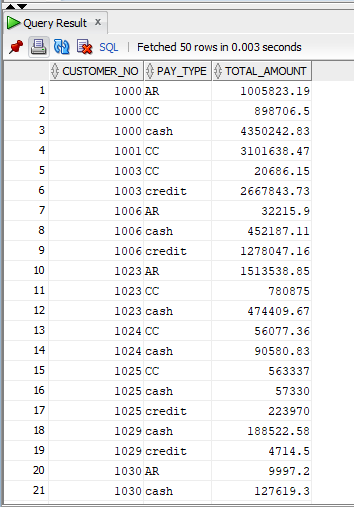 Query Result ×
SQL | Fetched 50 rows in 0.003 seconds
CUSTOMER_NO PAY_TYPE TOTAL_AMOUNT
1 1000 AR 1005823.19
2 1000 CC 898706.5
3 1000 cash 4350242.83
4 1001 CC 3101638.47
5 1003 CC 20686.15
6 1003 credit 2667843.73
7 1006 AR 32215.9
8 1006 cash 452187.11
9 1006 credit 1278047.16
10 1023 AR 1513538.85
11 1023 CC 780875
12 1023 cash 474409.67
13 1024 CC 56077.36
14 1024 cash 90580.83
15 1025 CC 563337
16 1025 cash 57330
17 1025 credit 223970
18 1029 cash 188522.58
19 1029 credit 4714.5
20 1030 AR 9997.2
21 1030 cash 127619.3